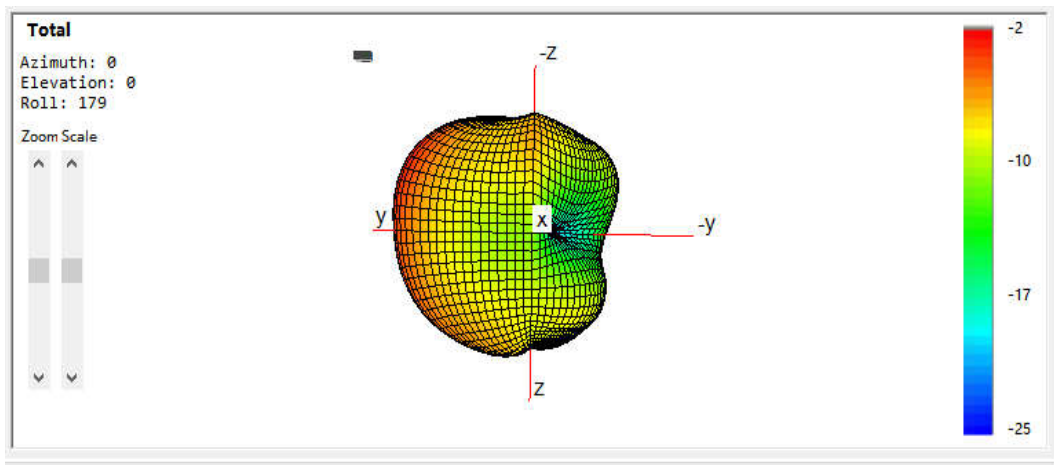 Total
Azimuth: 0
Elevation: 0
Roll: 179
Zoom Scale
-z
y
x
-y
z
-2
-10
-17
-25